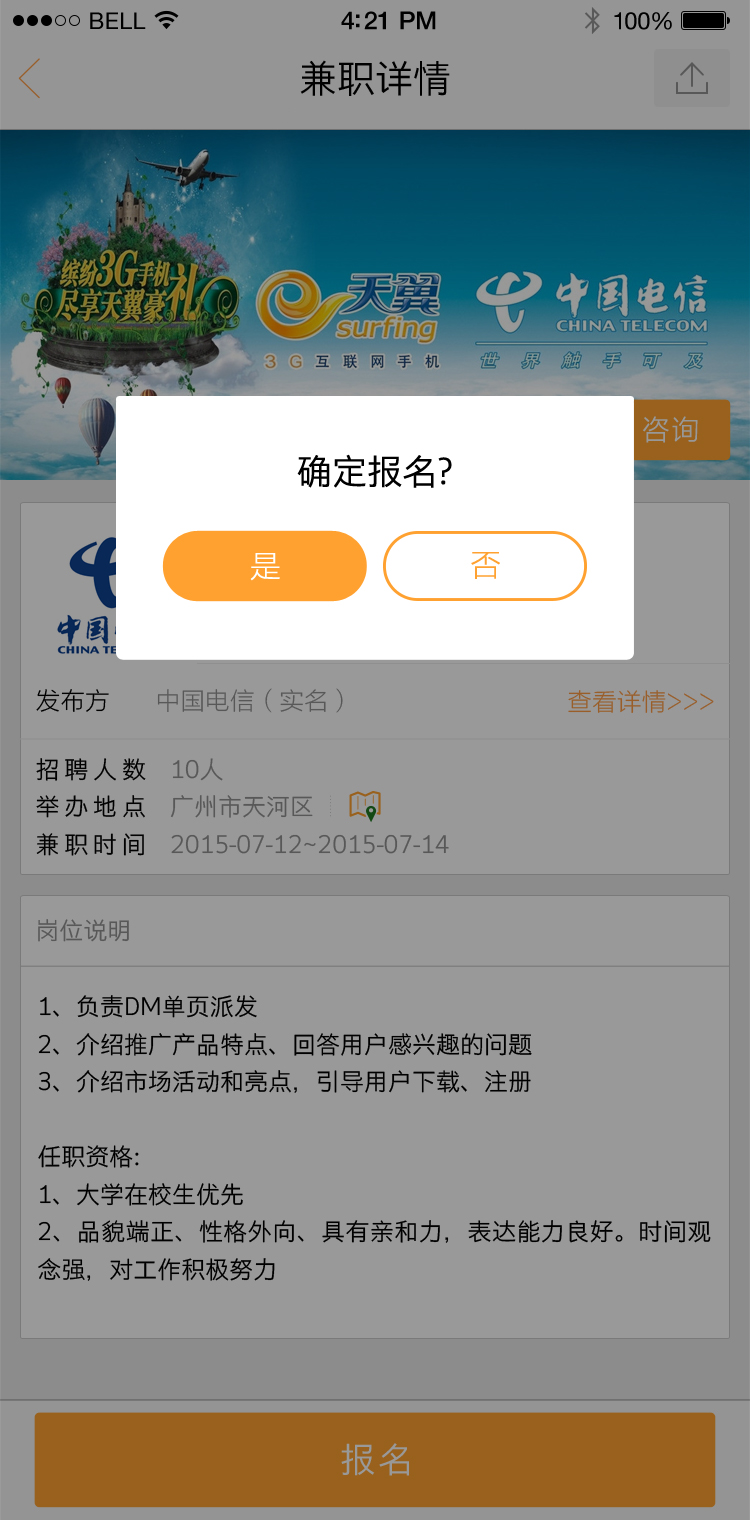 BELL 4:21 PM 100%
兼职详情
缤纷3G手机
尽享天翼豪礼
天翼
surfing
3G互联网手机
中国电信
CHINA TELECOM
世界触手可及
咨询
确定报名?
是 否
中国
CHINA TE
发布方 中国电信（实名） 查看详情>>>
招聘人数 10人
举办地点 广州市天河区
兼职时间 2015-07-12~2015-07-14
岗位说明
1、负责DM单页派发
2、介绍推广产品特点、回答用户感兴趣的问题
3、介绍市场活动和亮点，引导用户下载、注册
任职资格:
1、大学在校生优先
2、品貌端正、性格外向、具有亲和力，表达能力良好。时间观
念强，对工作积极努力
报名